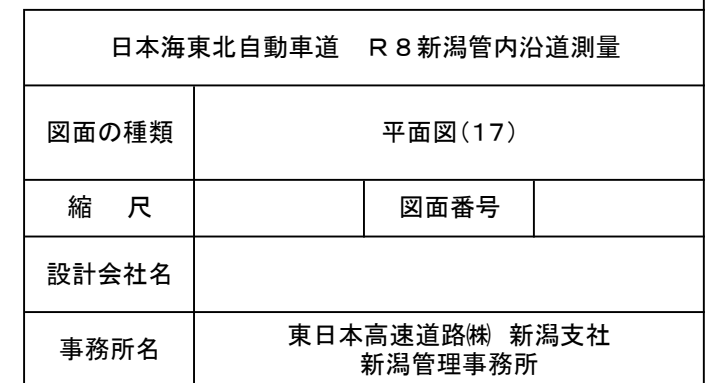 日本海東北自動車道　Ｒ８新潟管内沿道測量
図面の種類
平面図（17）
縮　尺
図面番号
設計会社名
事務所名
東日本高速道路㈱ 新潟支社
新潟管理事務所